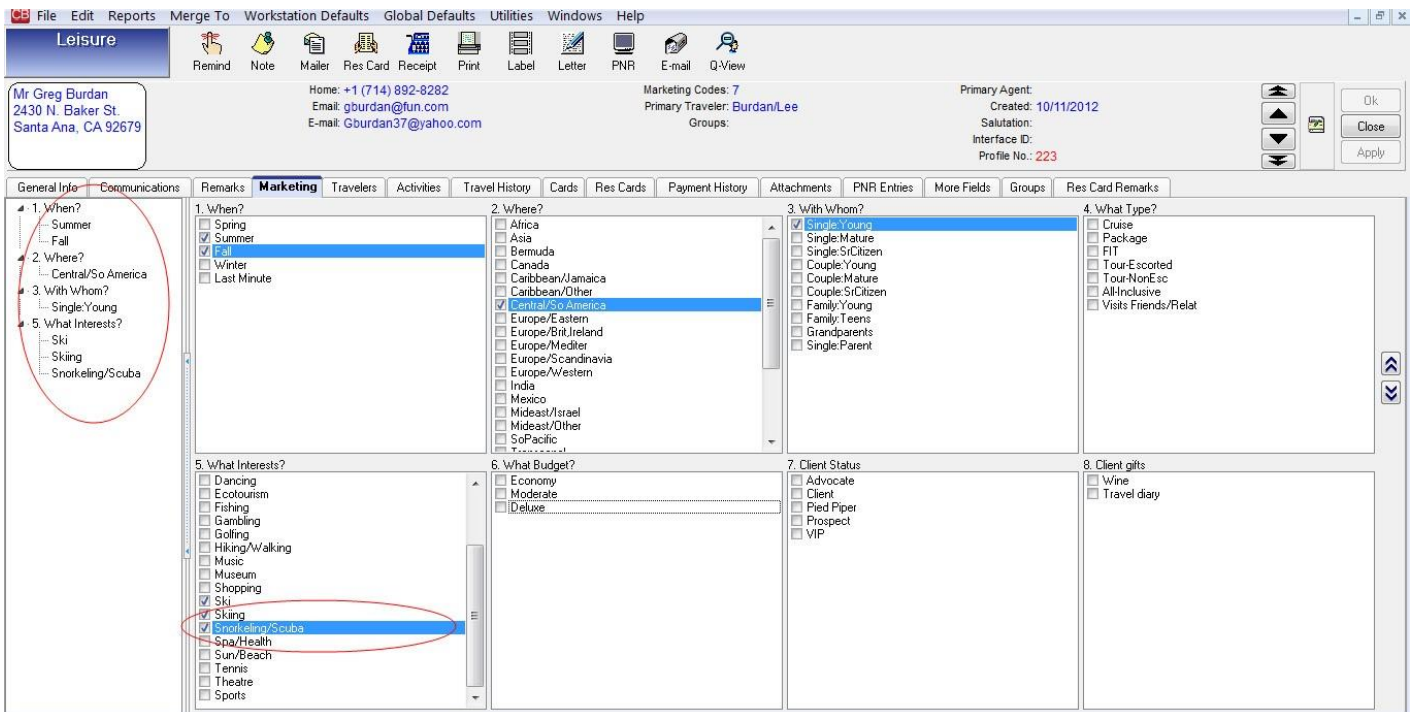 CB File Edit Reports Merge To Workstation Defaults Global Defaults Utilities Windows Help
Leisure
Remind Note Mailer Res Card Receipt Print Label Letter PNR E-mail Q-View
Mr Greg Burdan
2430 N. Baker St.
Santa Ana, CA 92679
Home: +1 (714) 892-8282
Email: gburdan@fun.com
E-mail: Gburdan37@yahoo.com
Marketing Codes: 7
Primary Traveler: Burdan/Lee
Groups:
Primary Agent:
Created: 10/11/2012
Salutation:
Interface ID:
Profile No.: 223
Ok
Close
Apply
General Info Communications Remarks Marketing Travelers Activities Travel History Cards Res Cards Payment History Attachments PNR Entries More Fields Groups Res Card Remarks
1. When?
Summer
Fall
2. Where?
Central/So America
3. With Whom?
Single:Young
5. What Interests?
Ski
Skiing
Snorkeling/Scuba
1. When?
Spring
Summer
Fall
Winter
Last Minute
2. Where?
Africa
Asia
Bermuda
Canada
Caribbean/Jamaica
Caribbean/Other
Central/So America
Europe/Eastern
Europe/Brit,Ireland
Europe/Mediter
Europe/Scandinavia
Europe/Western
India
Mexico
Mideast/Israel
Mideast/Other
SoPacific
3. With Whom?
Single:Young
Single:Mature
Single:SrCitizen
Couple:Young
Couple:Mature
Couple:SrCitizen
Family:Young
Family:Teens
Grandparents
Single:Parent
4. What Type?
Cruise
Package
FIT
Tour-Escorted
Tour-NonEsc
All-Inclusive
Visits Friends/Relat
5. What Interests?
Dancing
Ecotourism
Fishing
Gambling
Golfing
Hiking/Walking
Music
Museum
Shopping
Ski
Skiing
Snorkeling/Scuba
Spa/Health
Sun/Beach
Tennis
Theatre
Sports
6. What Budget?
Economy
Moderate
Deluxe
7. Client Status
Advocate
Client
Pied Piper
Prospect
VIP
8. Client gifts
Wine
Travel diary